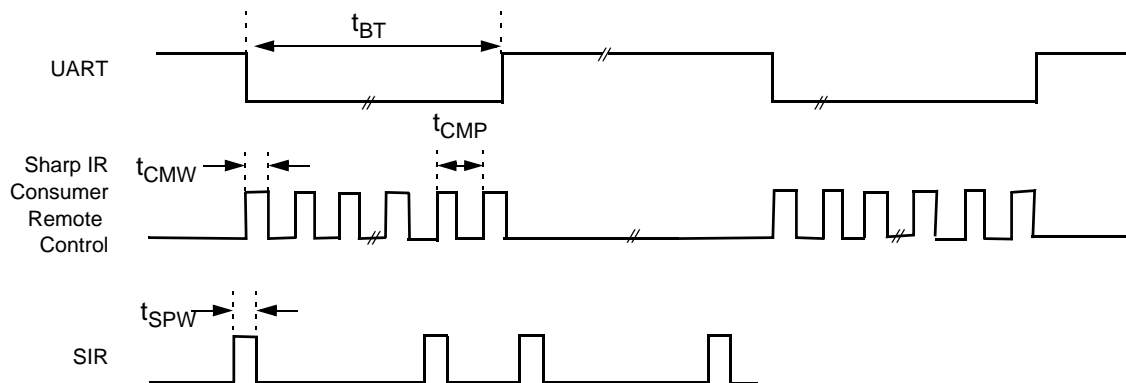 tBT
UART
tCMP
tCMW
Sharp IR
Consumer
Remote
Control
tSPW
SIR